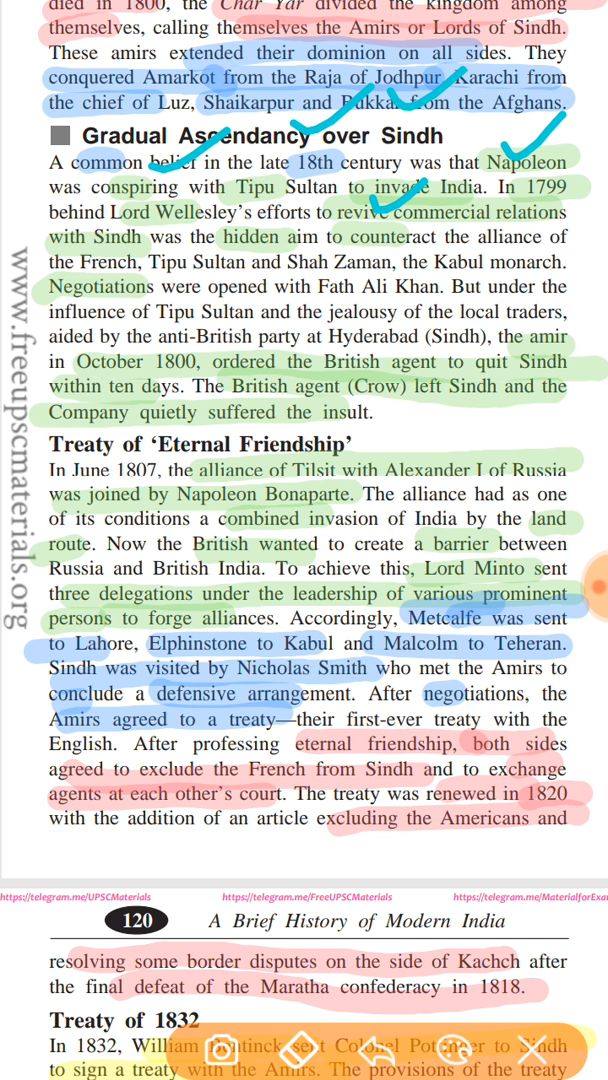 died in 1800, the Char Yar divided the kingdom among
themselves, calling themselves the Amirs or Lords of Sindh.
These amirs extended their dominion on all sides. They
conquered Amarkot from the Raja of Jodhpur, Karachi from
the chief of Luz, Shaikarpur and Bukkar from the Afghans.
Gradual Ascendancy over Sindh
A common belief in the late 18th century was that Napoleon
was conspiring with Tipu Sultan to invade India. In 1799
behind Lord Wellesley's efforts to revive commercial relations
with Sindh was the hidden aim to counteract the alliance of
the French, Tipu Sultan and Shah Zaman, the Kabul monarch.
Negotiations were opened with Fath Ali Khan. But under the
influence of Tipu Sultan and the jealousy of the local traders,
aided by the anti-British party at Hyderabad (Sindh), the amir
in October 1800, ordered the British agent to quit Sindh
within ten days. The British agent (Crow) left Sindh and the
Company quietly suffered the insult.
Treaty of 'Eternal Friendship'
In June 1807, the alliance of Tilsit with Alexander I of Russia
was joined by Napoleon Bonaparte. The alliance had as one
of its conditions a combined invasion of India by the land
route. Now the British wanted to create a barrier between
Russia and British India. To achieve this, Lord Minto sent
three delegations under the leadership of various prominent
persons to forge alliances. Accordingly, Metcalfe was sent
to Lahore, Elphinstone to Kabul and Malcolm to Teheran.
Sindh was visited by Nicholas Smith who met the Amirs to
conclude a defensive arrangement. After negotiations, the
Amirs agreed to a treaty—their first-ever treaty with the
English. After professing eternal friendship, both sides
agreed to exclude the French from Sindh and to exchange
agents at each other's court. The treaty was renewed in 1820
with the addition of an article excluding the Americans and
www.freeupscmaterials.org
https://telegram.me/UPSCMaterials https://telegram.me/FreeUPSCMaterials https://telegram.me/MaterialforExa
120 A Brief History of Modern India
resolving some border disputes on the side of Kachch after
the final defeat of the Maratha confederacy in 1818.
Treaty of 1832
In 1832, William Bentinck sent Colonel Pottinger to Sindh
to sign a treaty with the Amirs. The provisions of the treaty